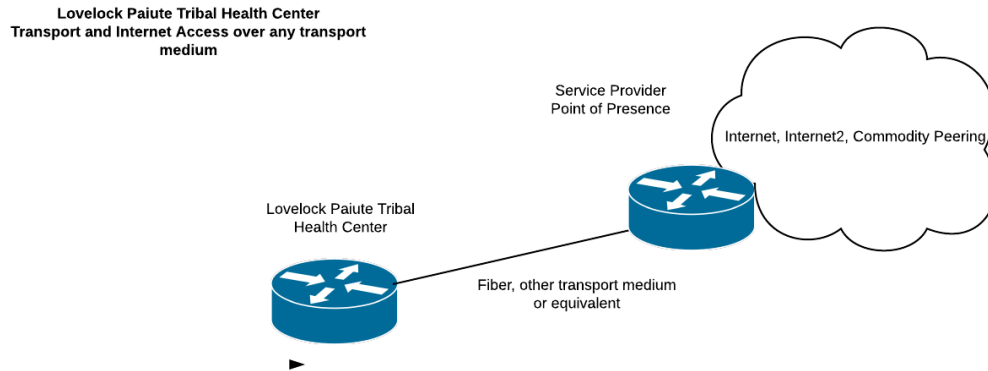 Lovelock Paiute Tribal Health Center
Transport and Internet Access over any transport
medium
Service Provider
Point of Presence
Internet, Internet2, Commodity Peering
Lovelock Paiute Tribal
Health Center
Fiber, other transport medium
or equivalent